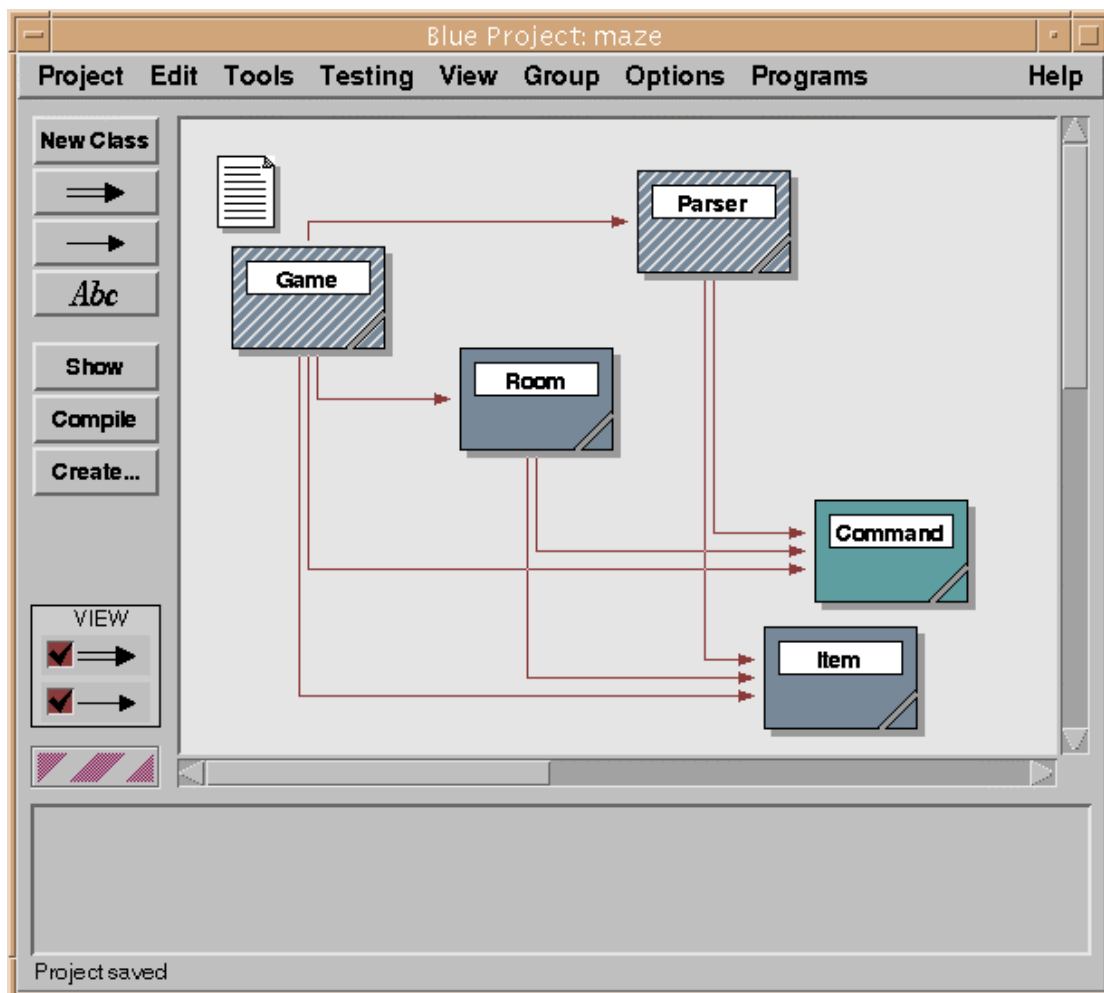 Blue Project: maze
Project Edit Tools Testing View Group Options Programs Help
New Class
Abc
Show
Compile
Create...
VIEW
Parser
Game
Room
Command
Item
Project saved